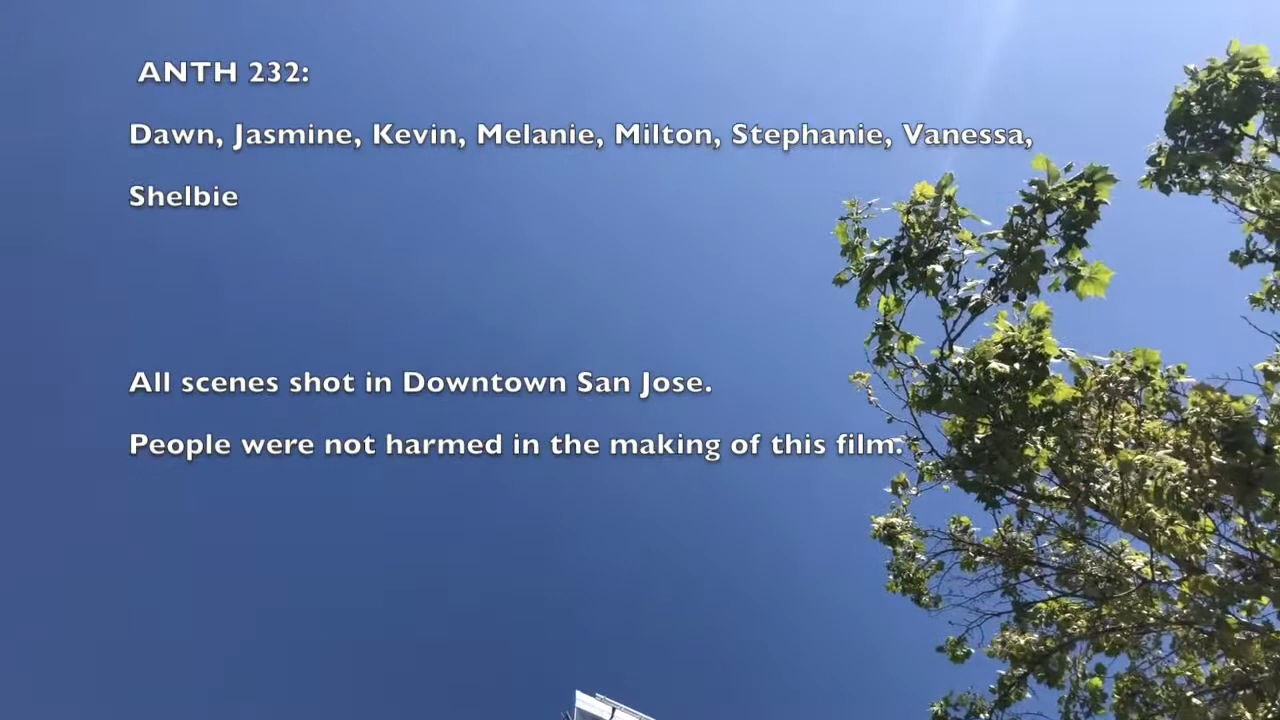 ANTH 232:
Dawn, Jasmine, Kevin, Melanie, Milton, Stephanie, Vanessa,
Shelbie
All scenes shot in Downtown San Jose.
People were not harmed in the making of this film.